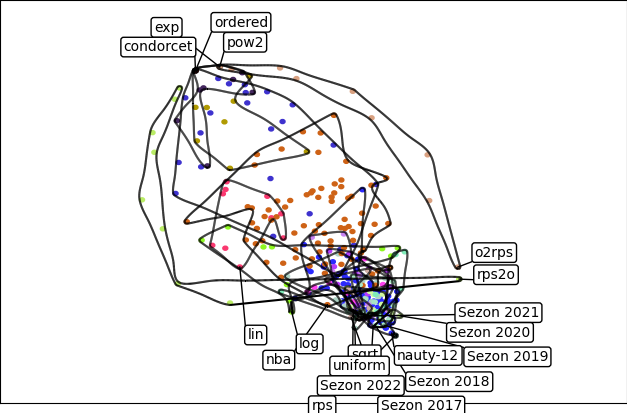 ordered
exp
pow2
condorcet
o2rps
rps2o
Sezon 2021
Sezon 2020
lin
log
nba
sqrt
nauty-12
Sezon 2019
uniform
Sezon 2018
Sezon 2022
rps
Sezon 2017